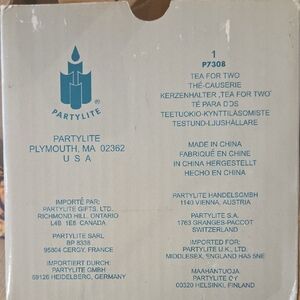 PARTYLITE®
PARTYLITE
PLYMOUTH, MA 02362
U S A
IMPORTÉ PAR:
PARTYLITE GIFTS, LTD.
RICHMOND HILL, ONTARIO
L4B 1E8 CANADA
PARTYLITE SARL
BP 8338
95804 CERGY, FRANCE
IMPORTIERT DURCH:
PARTYLITE GMBH
69126 HEIDELBERG, GERMANY
1
P7308
TEA FOR TWO
THÉ-CAUSERIE
KERZENHALTER 'TEA FOR TWO'
TÉ PARA DOS
TEETUOKIO-KYNTTILÄSOMISTE
TESTUND-LJUSHÅLLARE
MADE IN CHINA
FABRIQUÉ EN CHINE
IN CHINA HERGESTELLT
HECHO EN CHINA
PARTYLITE HANDELSGMBH
1140 VIENNA, AUSTRIA
PARTYLITE S.A.
1763 GRANGES-PACCOT
SWITZERLAND
IMPORTED FOR:
PARTYLITE U.K., LTD.
MIDDLESEX, ENGLAND
MAAHANTUOJA
PARTYLITE OY
00320 HELSINKI, FINLAND